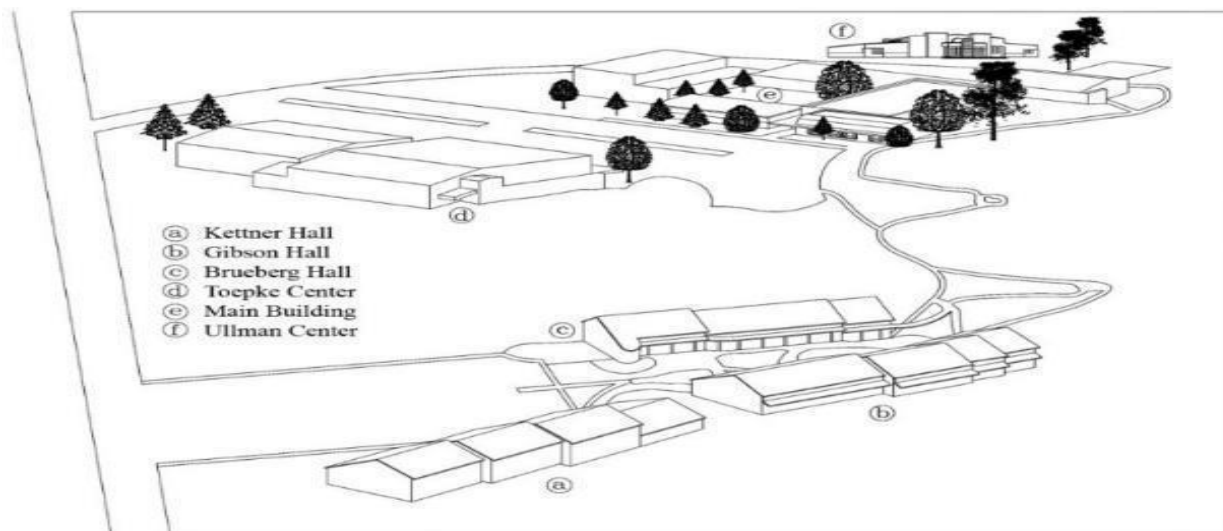 f
e
d
ⓐ Kettner Hall
ⓑ Gibson Hall
ⓒ Brueberg Hall
ⓓ Toepke Center
ⓔ Main Building
ⓕ Ullman Center
c
b
a